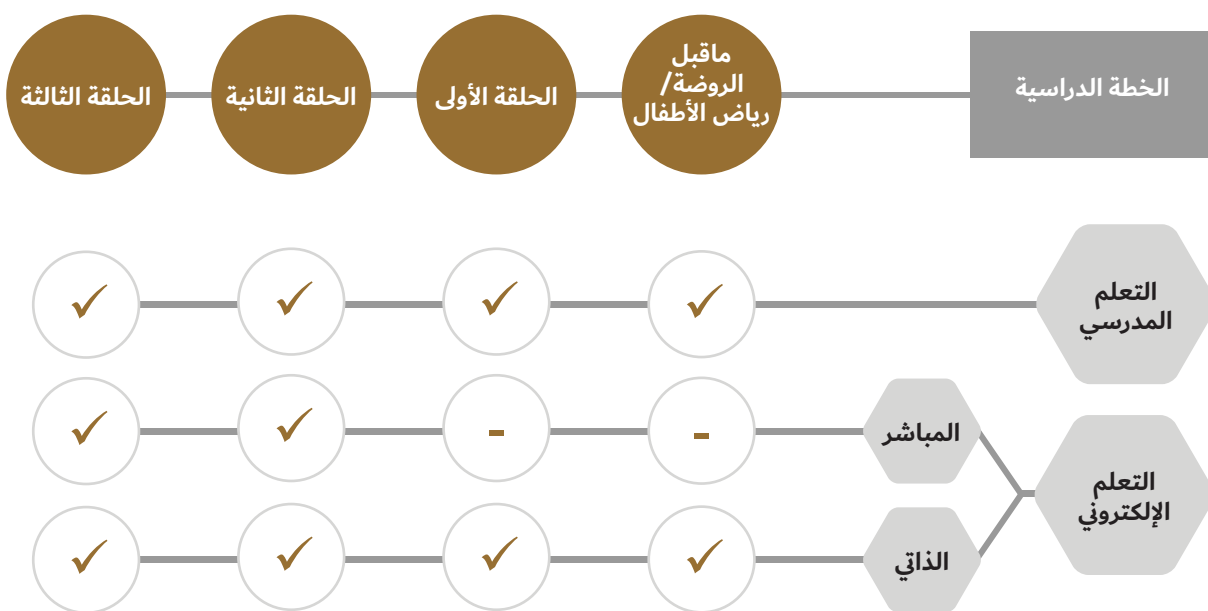 الخطة الدراسية
ماقبل
الروضة/
رياض الأطفال
الحلقة الأولى
الحلقة الثانية
الحلقة الثالثة
التعلم
المدرسي
✓ ✓ ✓ ✓
التعلم
الإلكتروني
المباشر
- - ✓ ✓
الذاتي
✓ ✓ ✓ ✓